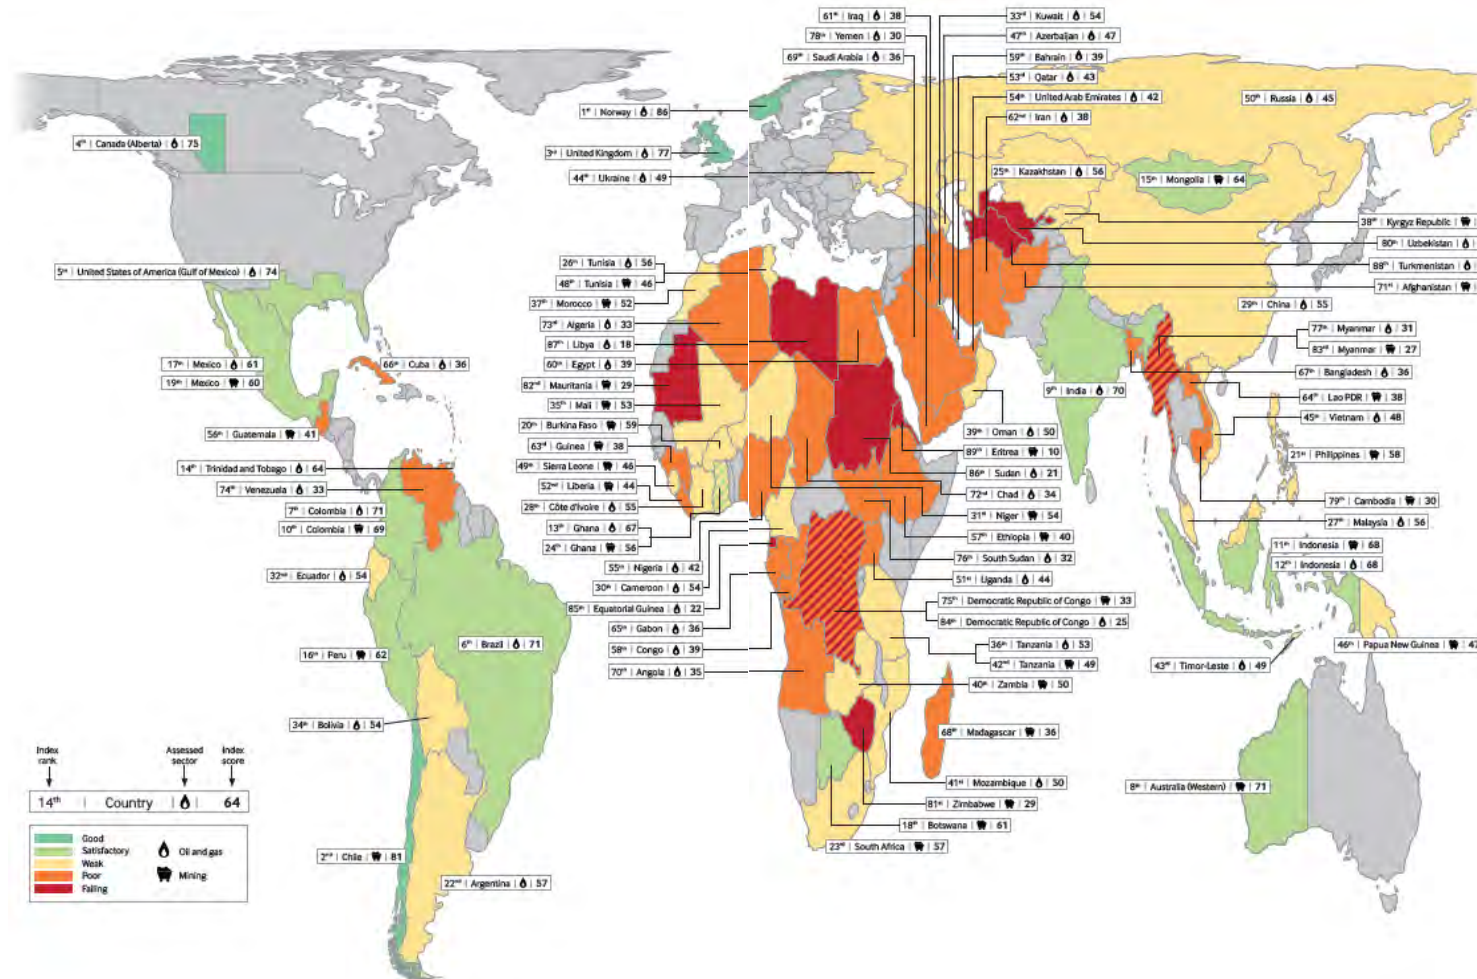 61st | Iraq | 38
78th | Yemen | 30
69th | Saudi Arabia | 36
33rd | Kuwait | 54
47th | Azerbaijan | 47
59th | Bahrain | 39
53rd | Qatar | 43
54th | United Arab Emirates | 42
62nd | Iran | 38
50th | Russia | 45
1st | Norway | 86
4th | Canada (Alberta) | 75
3rd | United Kingdom | 77
44th | Ukraine | 49
25th | Kazakhstan | 56
15th | Mongolia | 64
38th | Kyrgyz Republic |
80th | Uzbekistan |
88th | Turkmenistan |
71st | Afghanistan |
5th | United States of America (Gulf of Mexico) | 74
26th | Tunisia | 56
48th | Tunisia | 46
37th | Morocco | 52
73rd | Algeria | 33
87th | Libya | 18
60th | Egypt | 39
82nd | Mauritania | 29
35th | Mali | 53
20th | Burkina Faso | 59
63rd | Guinea | 38
49th | Sierra Leone | 46
52nd | Liberia | 44
28th | Côte d'Ivoire | 55
13th | Ghana | 67
24th | Ghana | 56
55th | Nigeria | 42
30th | Cameroon | 54
85th | Equatorial Guinea | 22
65th | Gabon | 36
58th | Congo | 39
70th | Angola | 35
29th | China | 55
77th | Myanmar | 31
83rd | Myanmar | 27
67th | Bangladesh | 36
9th | India | 70
64th | Lao PDR | 38
45th | Vietnam | 48
17th | Mexico | 61
19th | Mexico | 60
66th | Cuba | 36
56th | Guatemala | 41
14th | Trinidad and Tobago | 64
74th | Venezuela | 33
7th | Colombia | 71
10th | Colombia | 69
32nd | Ecuador | 54
6th | Brazil | 71
16th | Peru | 62
34th | Bolivia | 54
2nd | Chile | 81
22nd | Argentina | 57
39th | Oman | 50
89th | Eritrea | 10
86th | Sudan | 21
72nd | Chad | 34
31st | Niger | 54
57th | Ethiopia | 40
76th | South Sudan | 32
51st | Uganda | 44
75th | Democratic Republic of Congo | 33
84th | Democratic Republic of Congo | 25
36th | Tanzania | 53
42nd | Tanzania | 49
40th | Zambia | 50
68th | Madagascar | 36
41st | Mozambique | 50
81st | Zimbabwe | 29
18th | Botswana | 61
23rd | South Africa | 57
21st | Philippines | 58
79th | Cambodia | 30
27th | Malaysia | 56
11th | Indonesia | 68
12th | Indonesia | 68
46th | Papua New Guinea | 47
43rd | Timor-Leste | 49
8th | Australia (Western) | 71
Index rank
Assessed sector
Index score
14th | Country | 64
Good
Satisfactory
Weak
Poor
Failing
Oil and gas
Mining